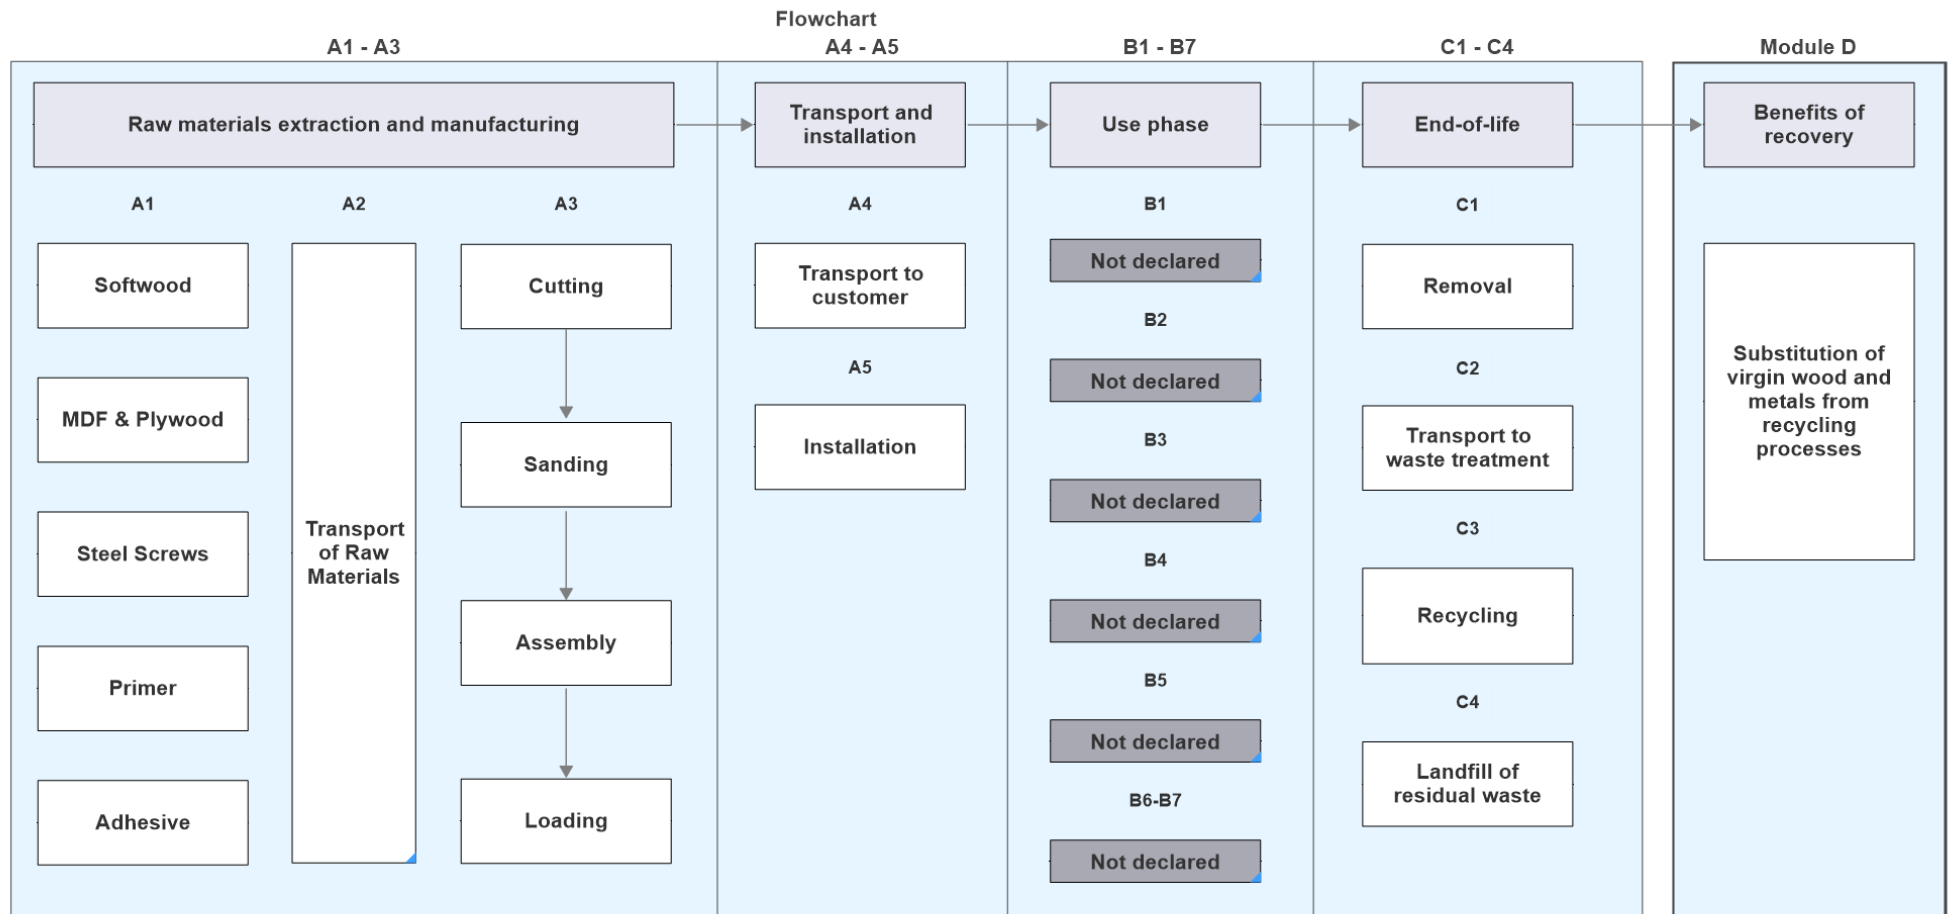 Flowchart
A1 - A3
A4 - A5
B1 - B7
C1 - C4
Module D
Raw materials extraction and manufacturing
Transport and
installation
Use phase
End-of-life
Benefits of
recovery
A1
Softwood
MDF & Plywood
Steel Screws
Primer
Adhesive
A2
Transport
of Raw
Materials
A3
Cutting
Sanding
Assembly
Loading
A4
Transport to
customer
A5
Installation
B1
Not declared
B2
Not declared
B3
Not declared
B4
Not declared
B5
Not declared
B6-B7
Not declared
C1
Removal
C2
Transport to
waste treatment
C3
Recycling
C4
Landfill of
residual waste
Substitution of
virgin wood and
metals from
recycling
processes